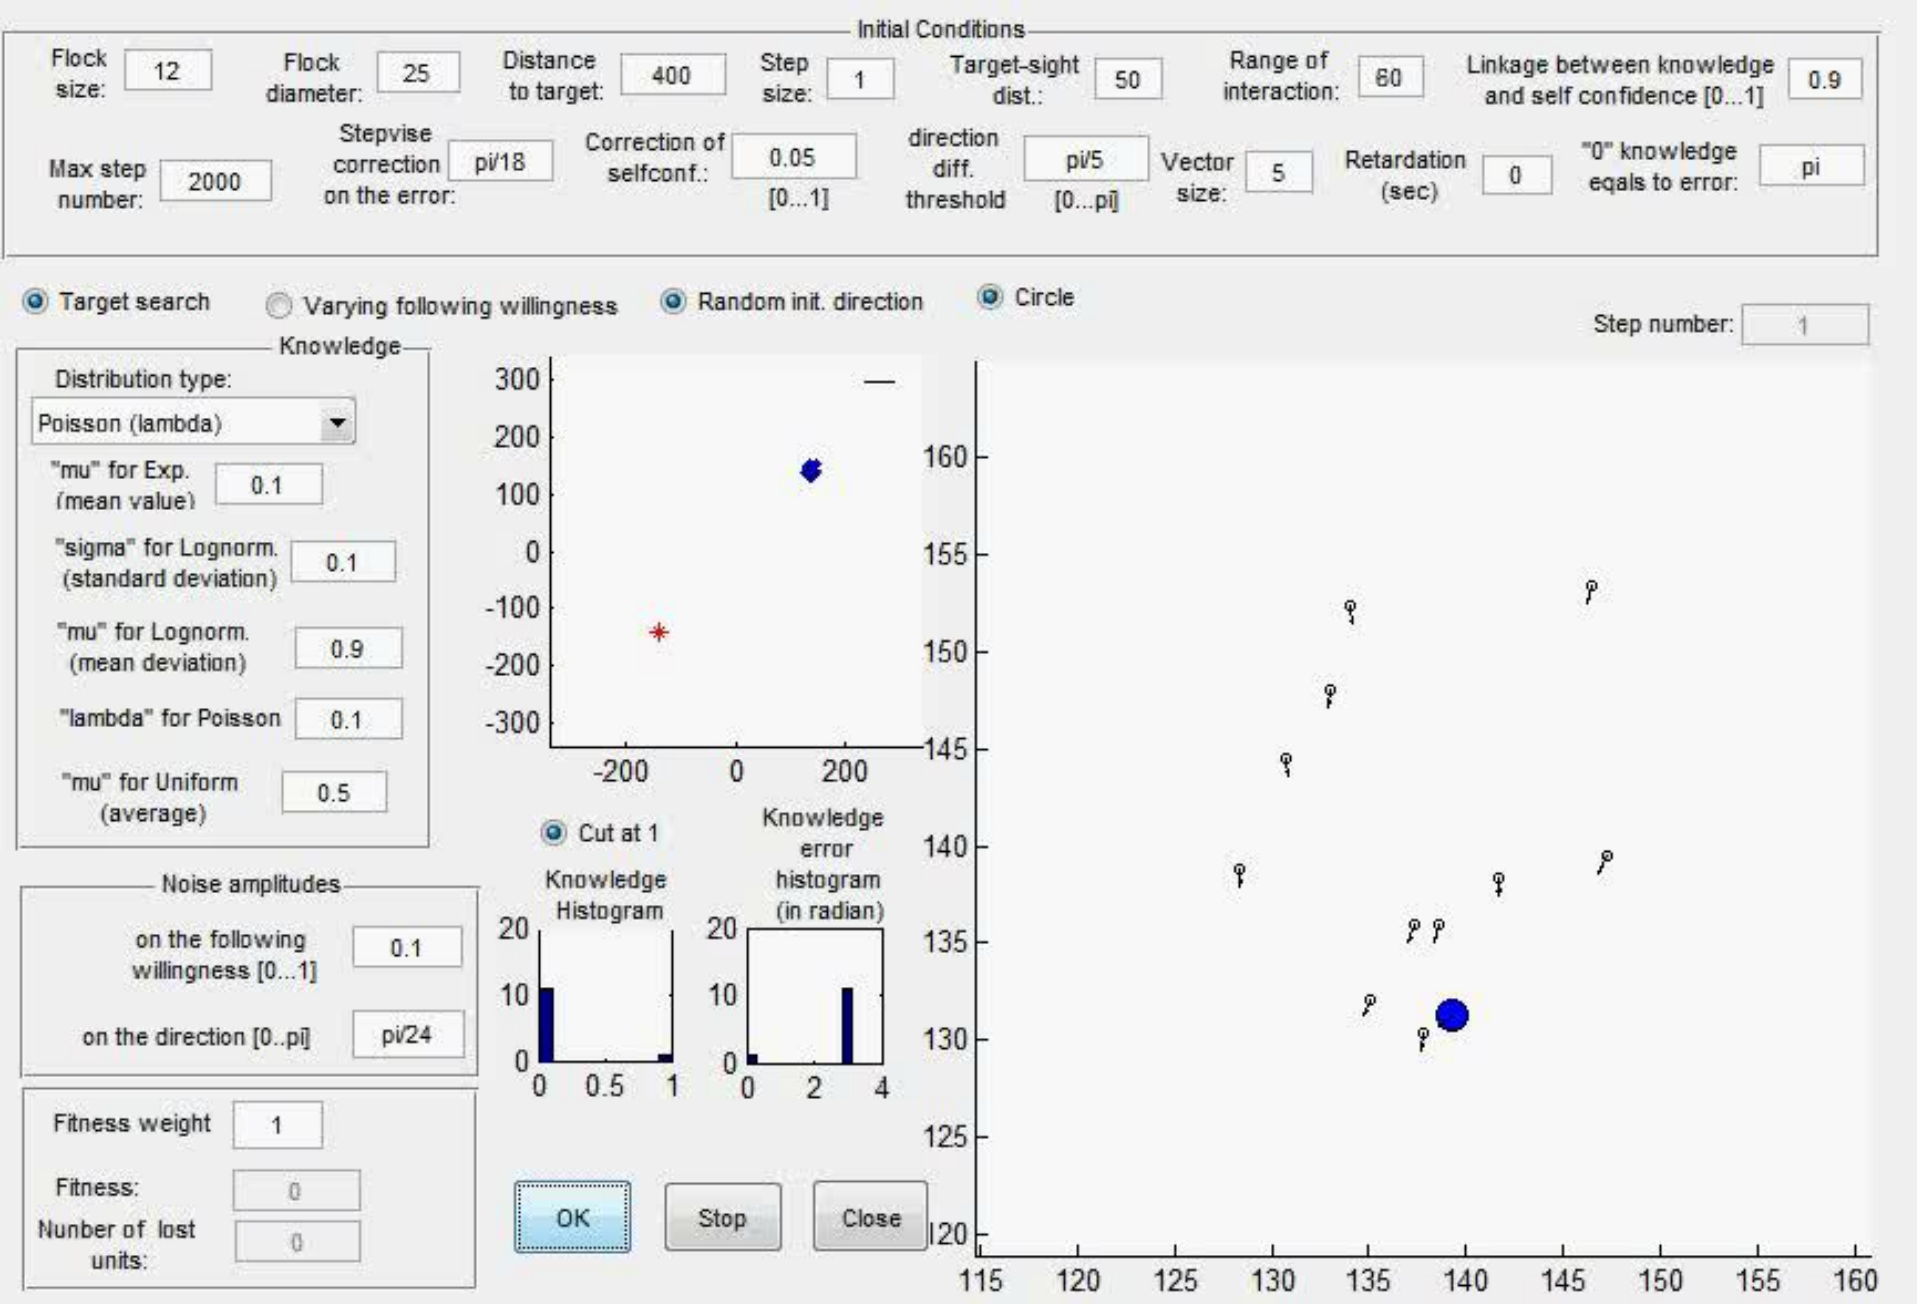 Initial Conditions
Flock size: 12
Flock diameter: 25
Distance to target: 400
Step size: 1
Target-sight dist.: 50
Range of interaction: 60
Linkage between knowledge and self confidence [0...1] 0.9
Max step number: 2000
Stepvise correction on the error: pi/18
Correction of selfconf.: 0.05 [0...1]
direction diff. threshold pi/5 [0...pi]
Vector size: 5
Retardation (sec) 0
"0" knowledge eqals to error: pi
Target search
Varying following willingness
Random init. direction
Circle
Step number: 1
Knowledge
Distribution type:
Poisson (lambda)
"mu" for Exp. (mean value) 0.1
"sigma" for Lognorm. (standard deviation) 0.1
"mu" for Lognorm. (mean deviation) 0.9
"lambda" for Poisson 0.1
"mu" for Uniform (average) 0.5
Noise amplitudes
on the following willingness [0...1] 0.1
on the direction [0..pi] pi/24
Fitness weight 1
Fitness: 0
Nunber of lost units: 0
300
200
100
0
-100
-200
-300
-200 0 200
Cut at 1
Knowledge Histogram
20
10
0
0 0.5 1
Knowledge error histogram (in radian)
20
10
0
0 2 4
OK
Stop
Close
160
155
150
145
140
135
130
125
120
115 120 125 130 135 140 145 150 155 160